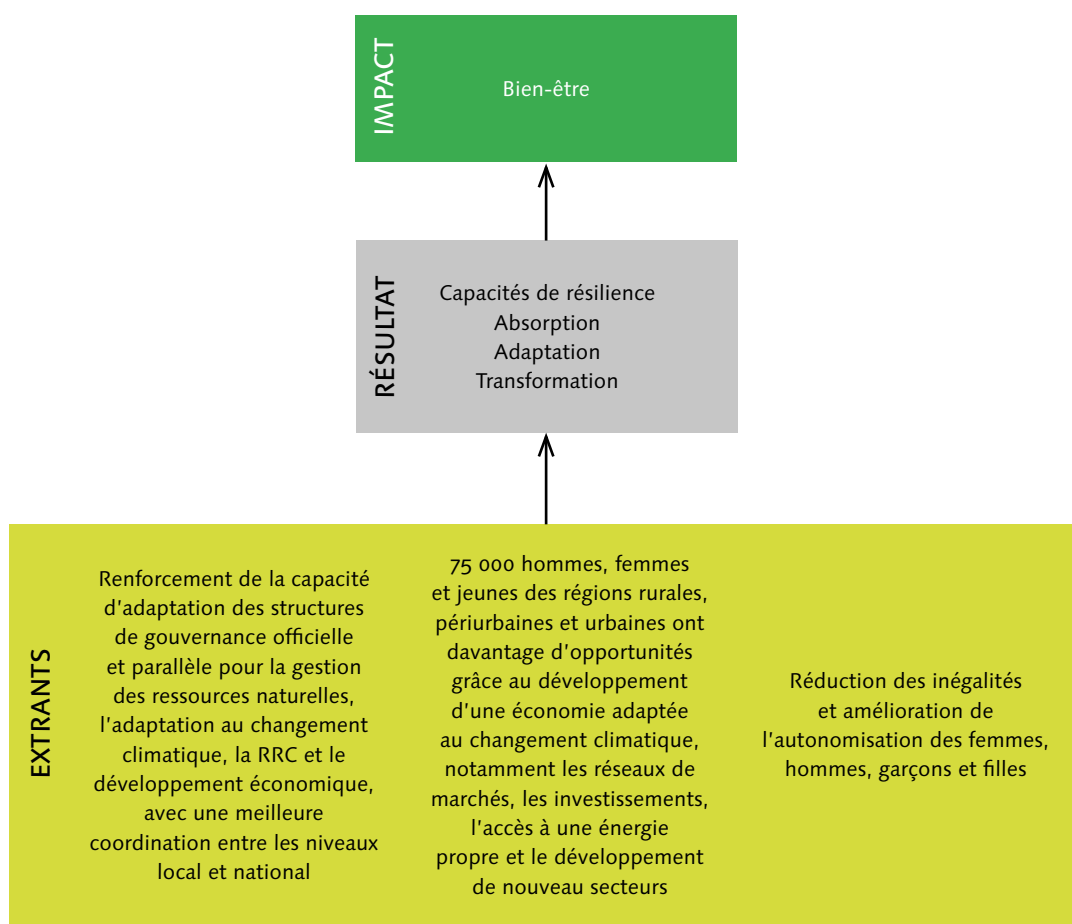 IMPACT
Bien-être
RÉSULTAT
Capacités de résilience
Absorption
Adaptation
Transformation
EXTRANTS
Renforcement de la capacité
d'adaptation des structures
de gouvernance officielle
et parallèle pour la gestion
des ressources naturelles,
l'adaptation au changement
climatique, la RRC et le
développement économique,
avec une meilleure
coordination entre les niveaux
local et national
75 000 hommes, femmes
et jeunes des régions rurales,
périurbaines et urbaines ont
davantage d'opportunités
grâce au développement
d'une économie adaptée
au changement climatique,
notamment les réseaux de
marchés, les investissements,
l'accès à une énergie
propre et le développement
de nouveau secteurs
Réduction des inégalités
et amélioration de
l'autonomisation des femmes,
hommes, garçons et filles